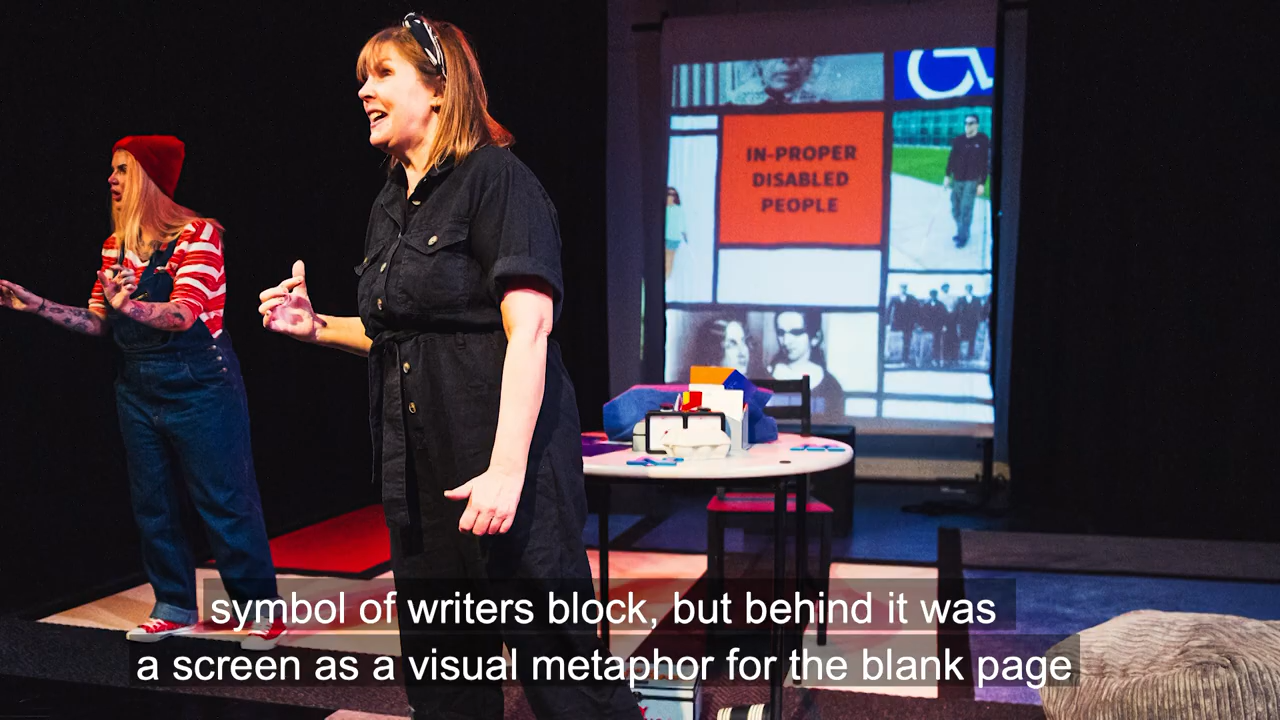 IN-PROPER
DISABLED
PEOPLE
symbol of writers block, but behind it was
a screen as a visual metaphor for the blank page